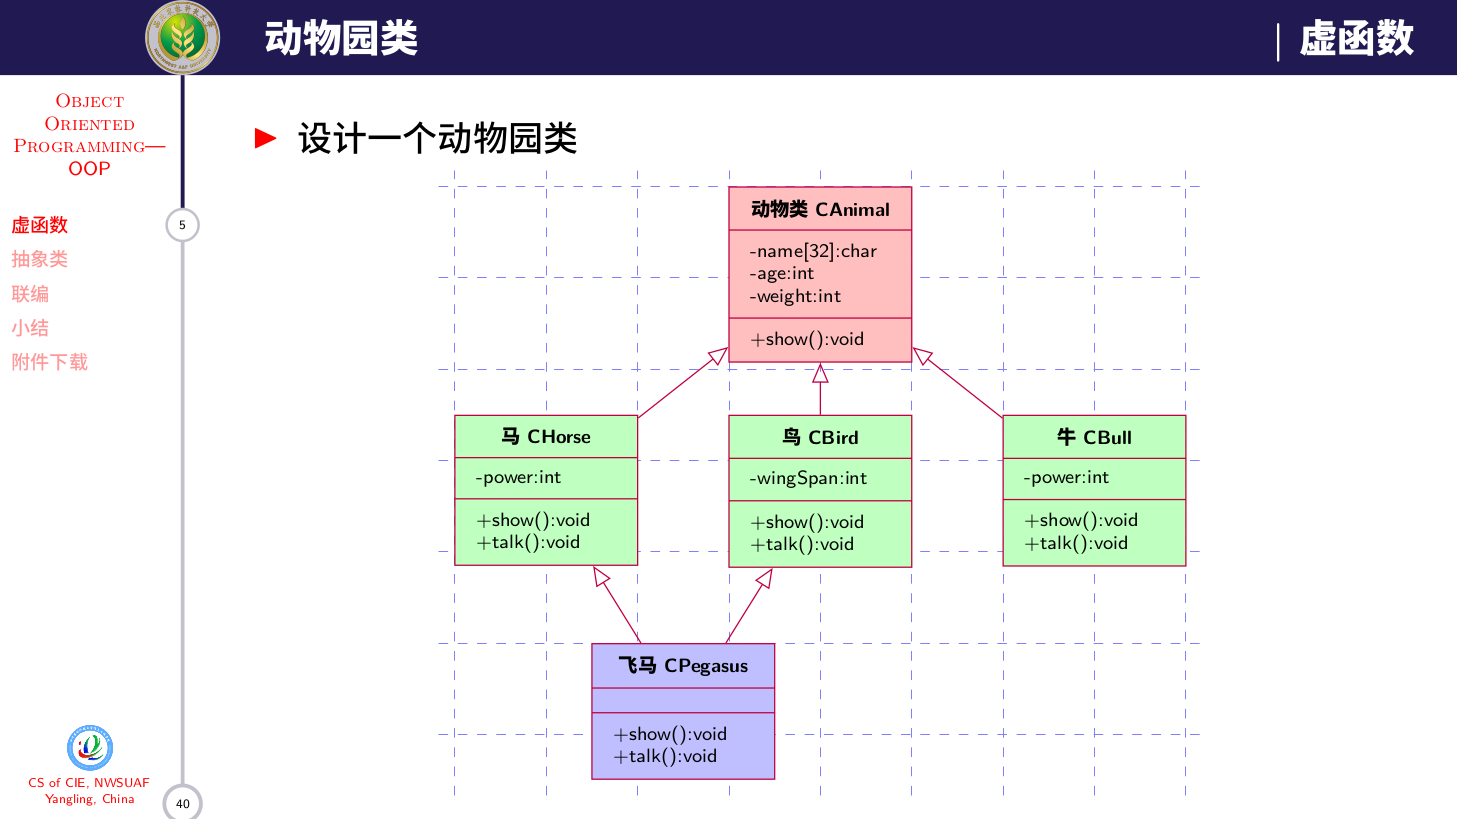 动物园类
虚函数
OBJECT
ORIENTED
PROGRAMMING—
OOP
虚函数
5
抽象类
联编
小结
附件下载
CS of CIE, NWSUAF
Yangling, China
40
设计一个动物园类
动物类 CAnimal
-name[32]:char
-age:int
-weight:int
+show():void
马 CHorse
-power:int
+show():void
+talk():void
鸟 CBird
-wingSpan:int
+show():void
+talk():void
牛 CBull
-power:int
+show():void
+talk():void
飞马 CPegasus
+show():void
+talk():void